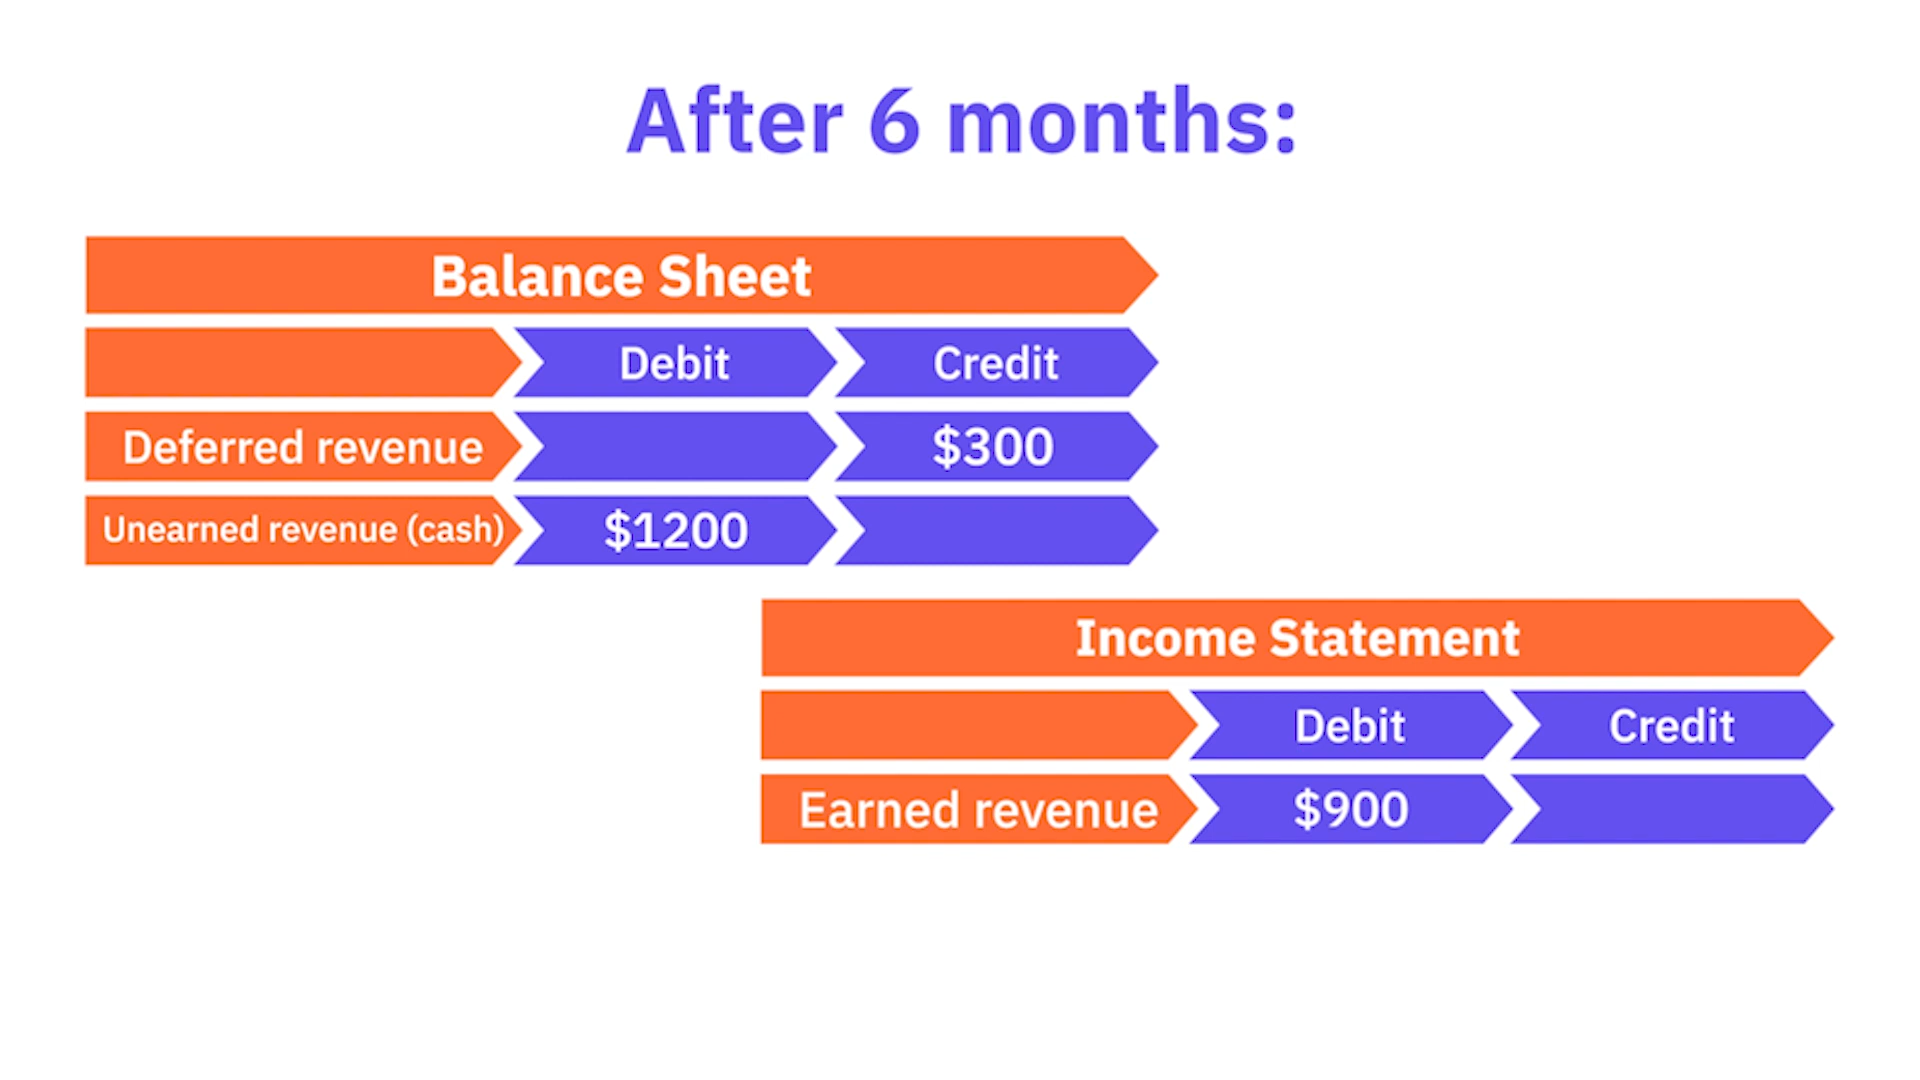 After 6 months:
Balance Sheet
Debit Credit
Deferred revenue $300
Unearned revenue (cash) $1200
Income Statement
Debit Credit
Earned revenue $900